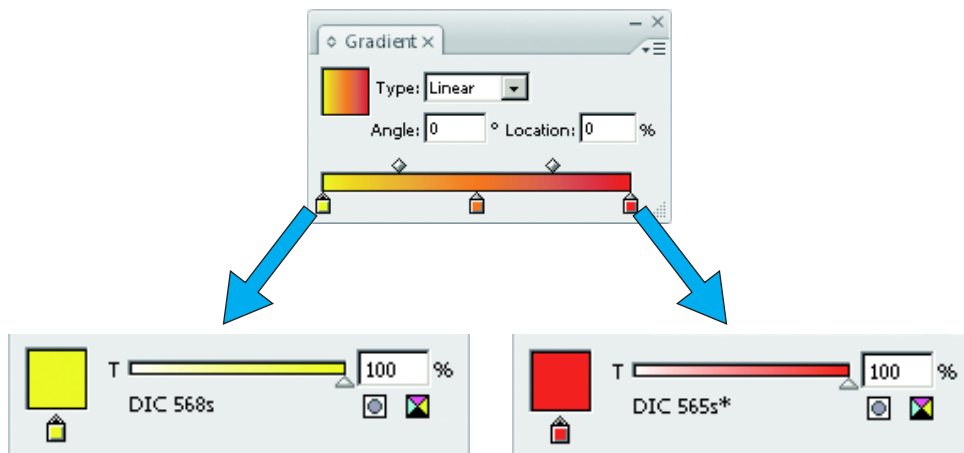 Gradient
Type: Linear
Angle: 0 ° Location: 0 %
T 100 %
DIC 568s
T 100 %
DIC 565s*